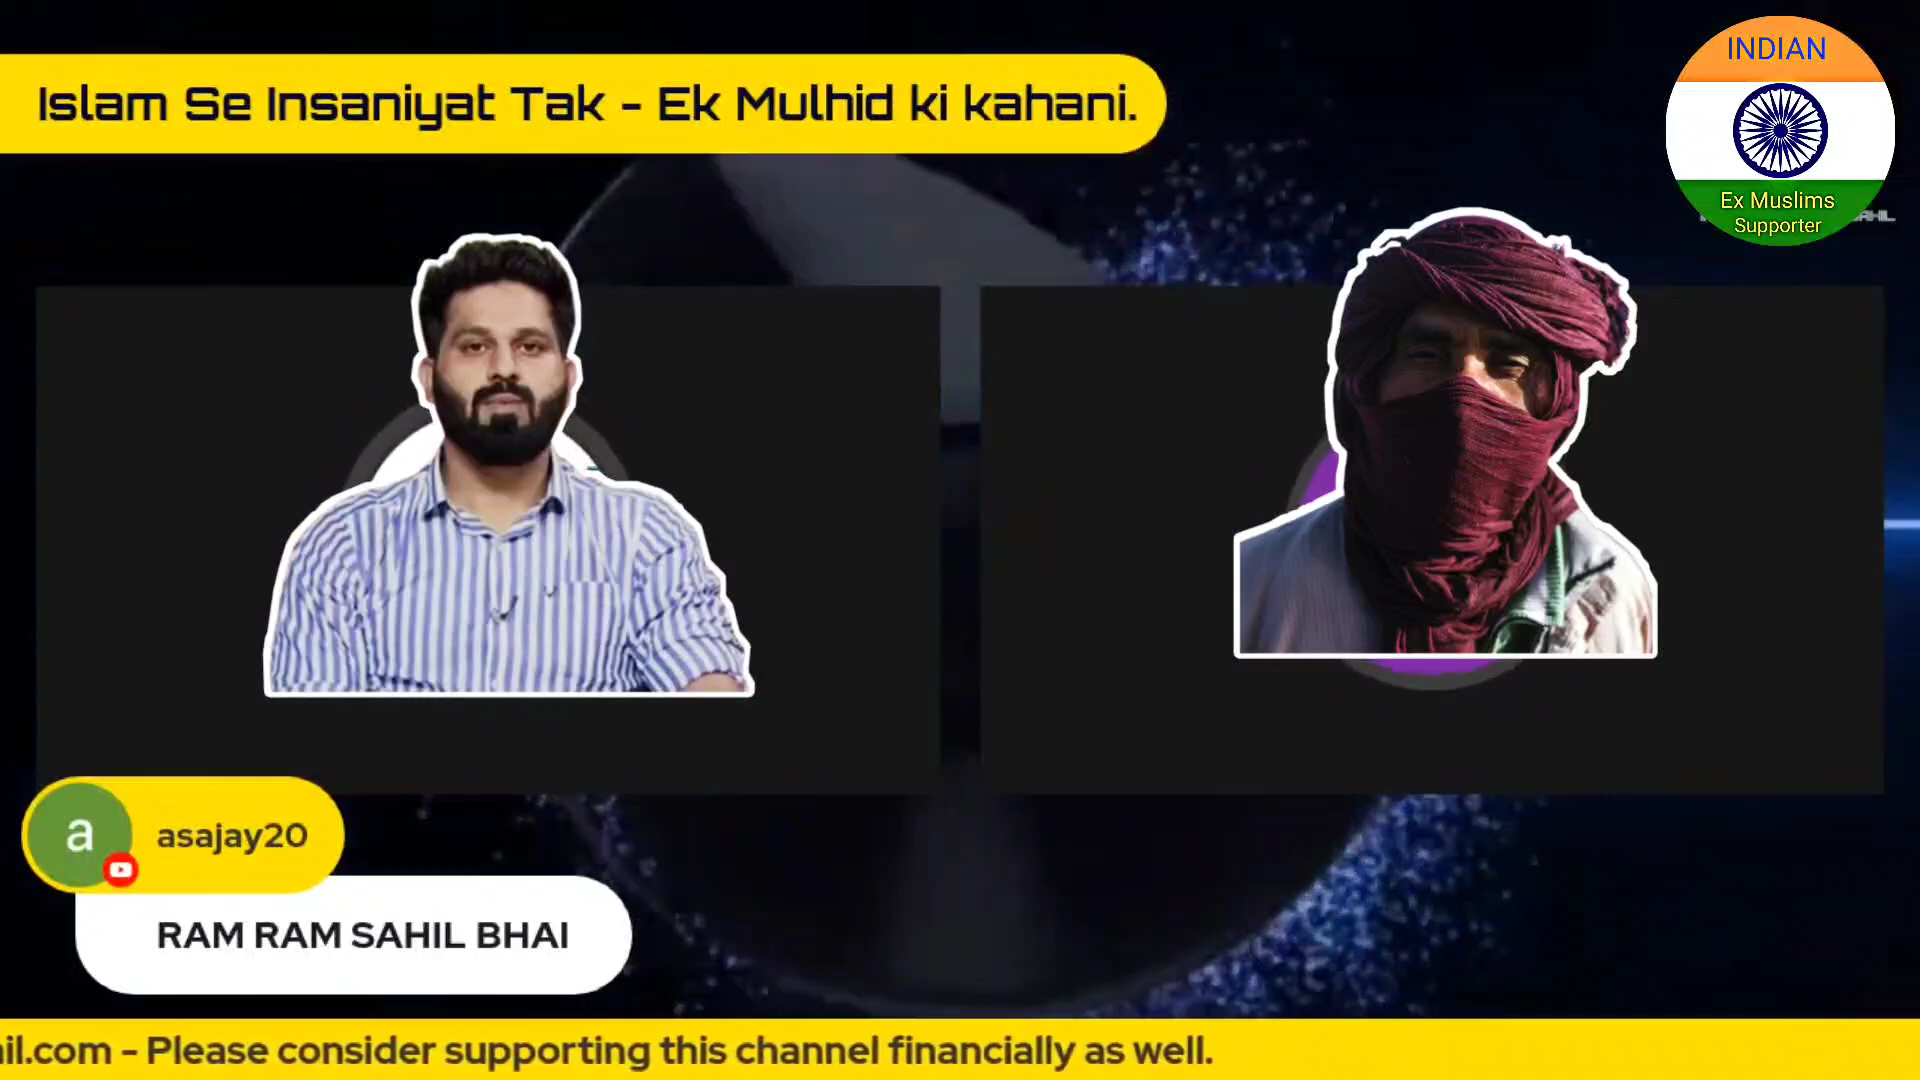 Islam Se Insaniyat Tak - Ek Mulhid ki kahani.
INDIAN
Ex Muslims
Supporter
a
asajay20
RAM RAM SAHIL BHAI
il.com - Please consider supporting this channel financially as well.